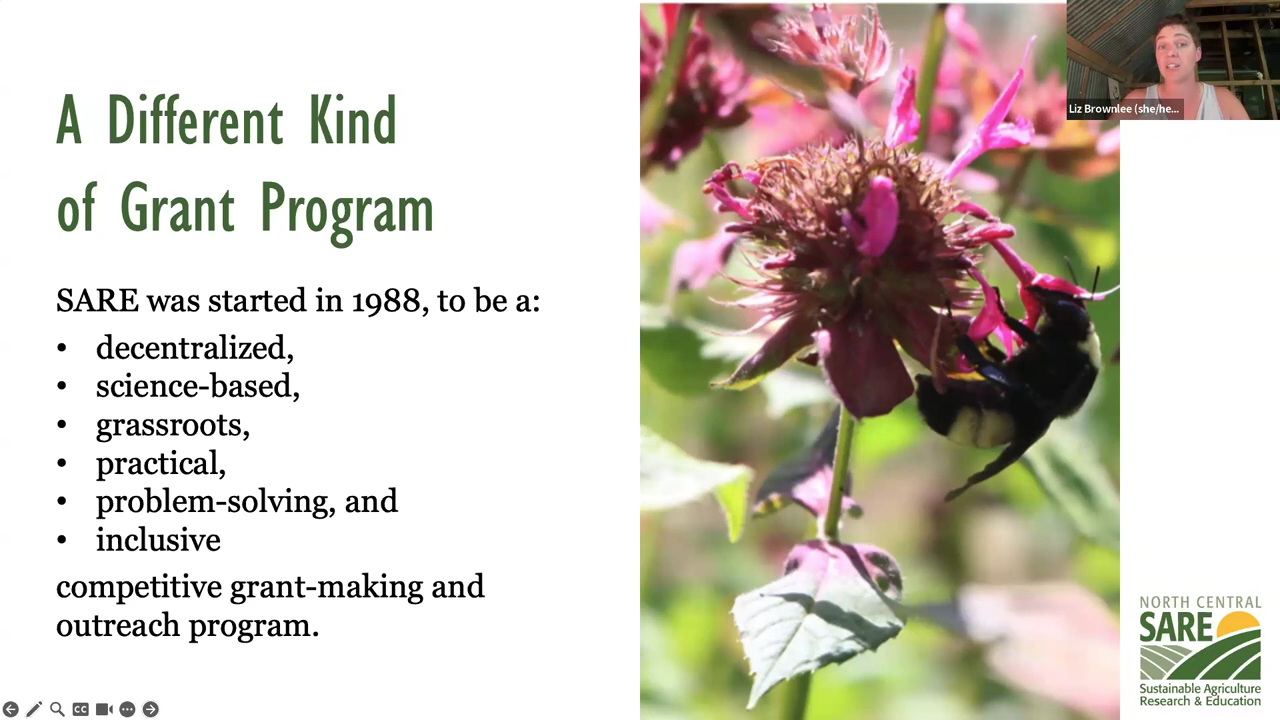 A Different Kind
of Grant Program
SARE was started in 1988, to be a:
• decentralized,
• science-based,
• grassroots,
• practical,
• problem-solving, and
• inclusive
competitive grant-making and
outreach program.
Liz Brownlee (she/he...
NORTH CENTRAL
SARE
Sustainable Agriculture
Research & Education
CC